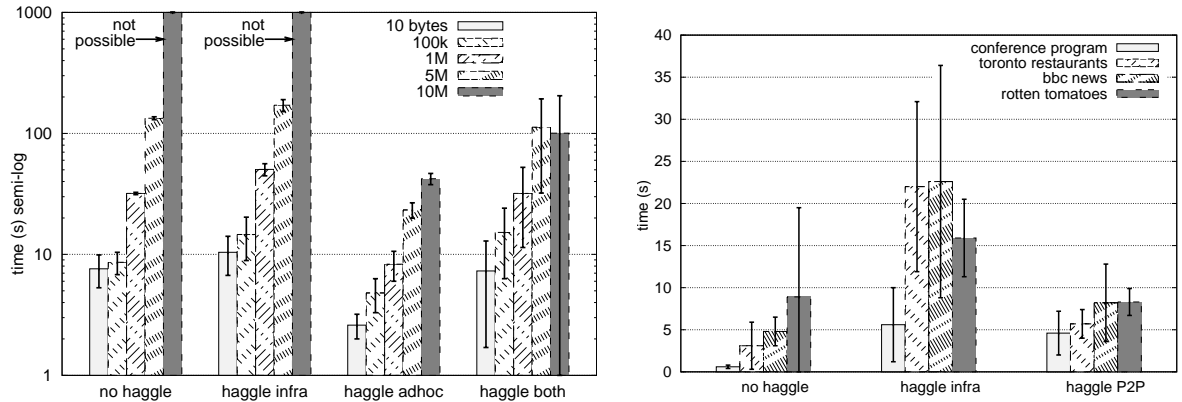 time (s) semi-log
1000
100
10
1
not
possible
not
possible
10 bytes
100k
1M
5M
10M
no haggle
haggle infra
haggle adhoc
haggle both
time (s)
40
35
30
25
20
15
10
5
0
conference program
toronto restaurants
bbc news
rotten tomatoes
no haggle
haggle infra
haggle P2P